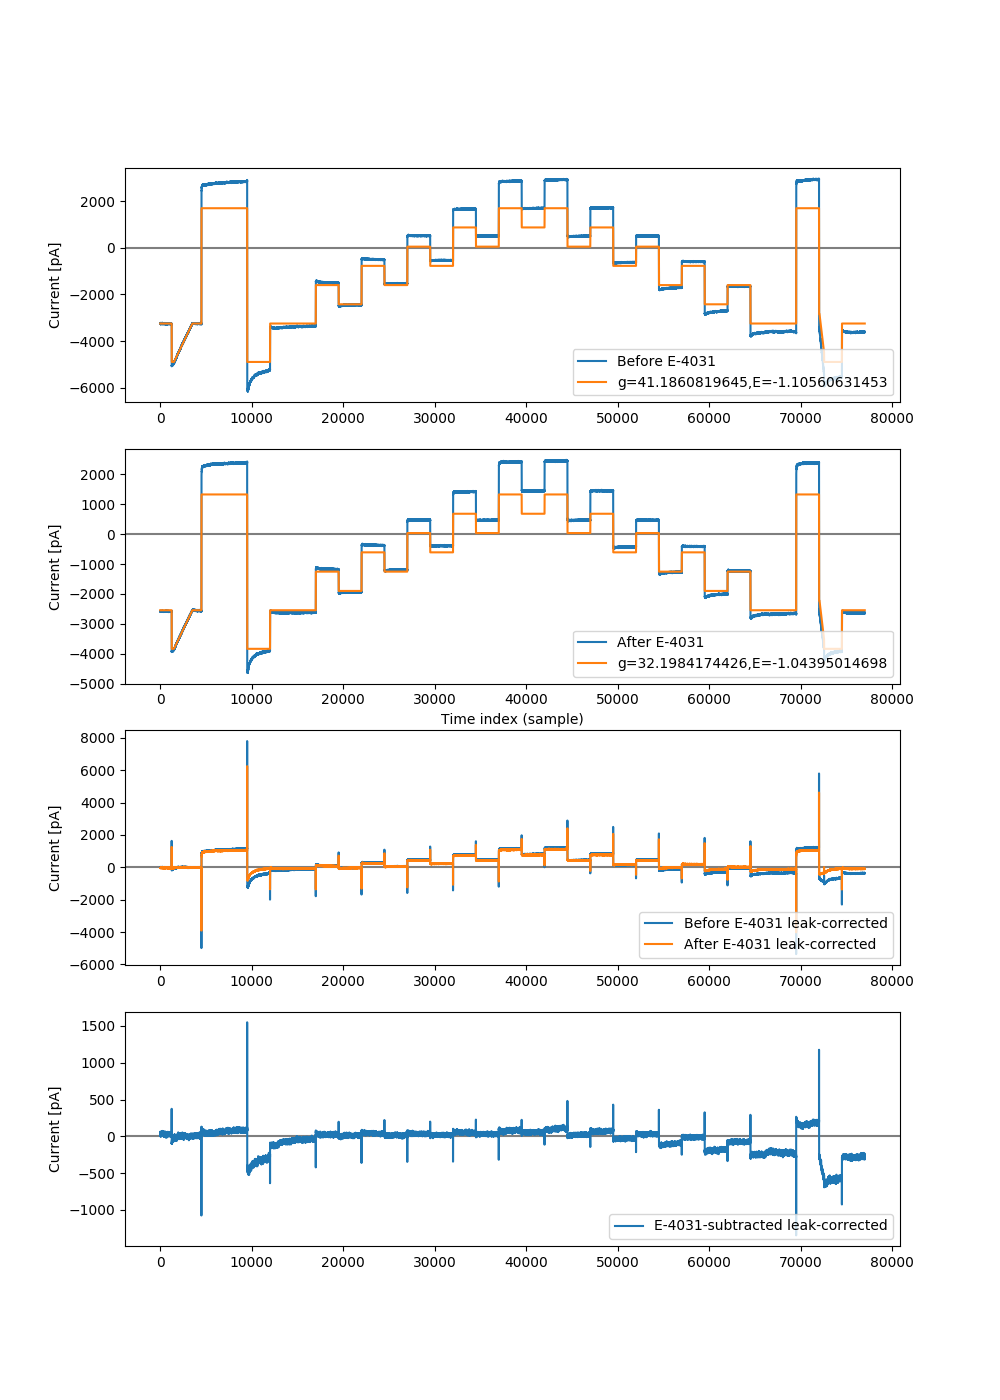 2000
0
−2000
−4000
−6000
Current [pA]
Before E-4031
g=41.1860819645,E=-1.10560631453
0 10000 20000 30000 40000 50000 60000 70000 80000
2000
1000
0
−1000
−2000
−3000
−4000
−5000
Current [pA]
After E-4031
g=32.1984174426,E=-1.04395014698
0 10000 20000 30000 40000 50000 60000 70000 80000
Time index (sample)
8000
6000
4000
2000
0
−2000
−4000
−6000
Current [pA]
Before E-4031 leak-corrected
After E-4031 leak-corrected
0 10000 20000 30000 40000 50000 60000 70000 80000
1500
1000
500
0
−500
−1000
Current [pA]
E-4031-subtracted leak-corrected
0 10000 20000 30000 40000 50000 60000 70000 80000